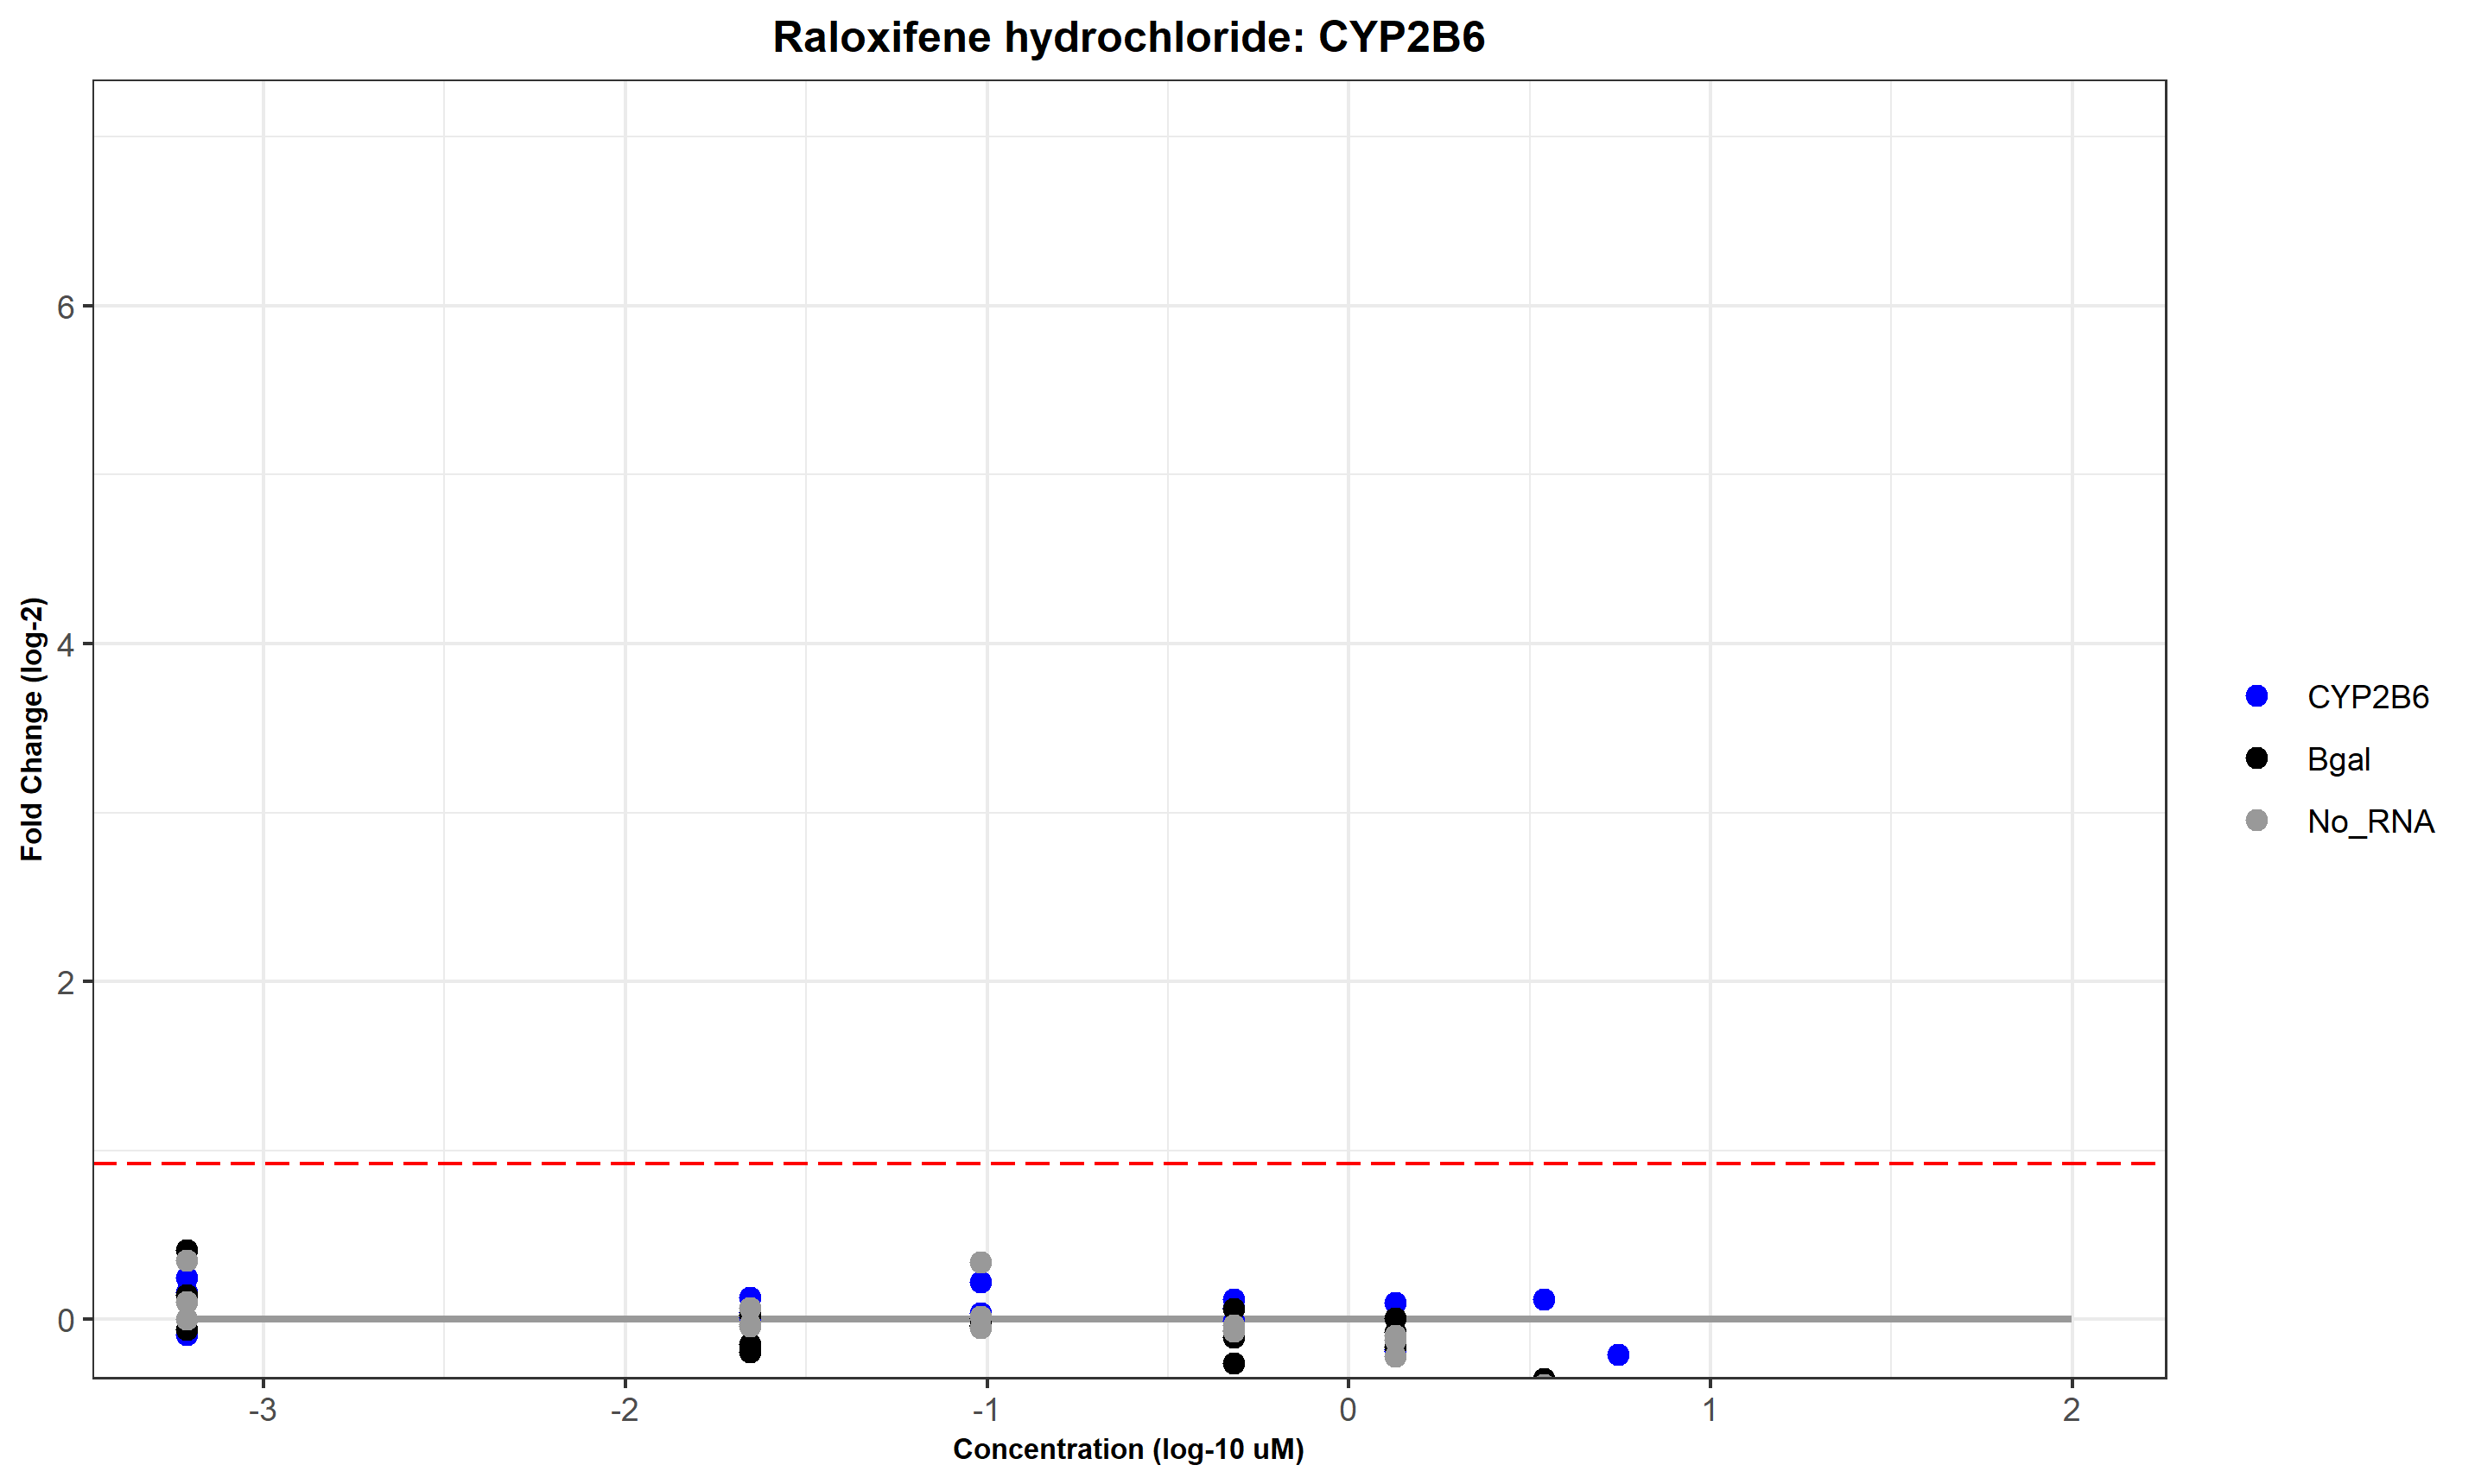 Raloxifene hydrochloride: CYP2B6
Fold Change (log-2)
6
4
2
0
-3
-2
-1
0
1
2
Concentration (log-10 uM)
CYP2B6
Bgal
No_RNA